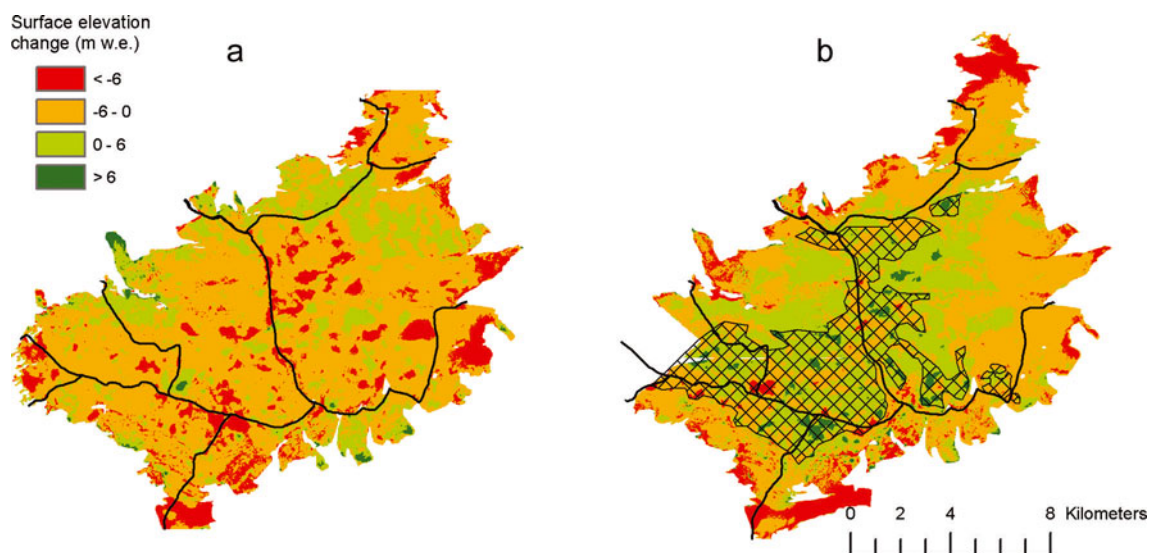 Surface elevation
change (m w.e.)
< -6
-6 - 0
0 - 6
> 6
a
b
0 2 4 8 Kilometers